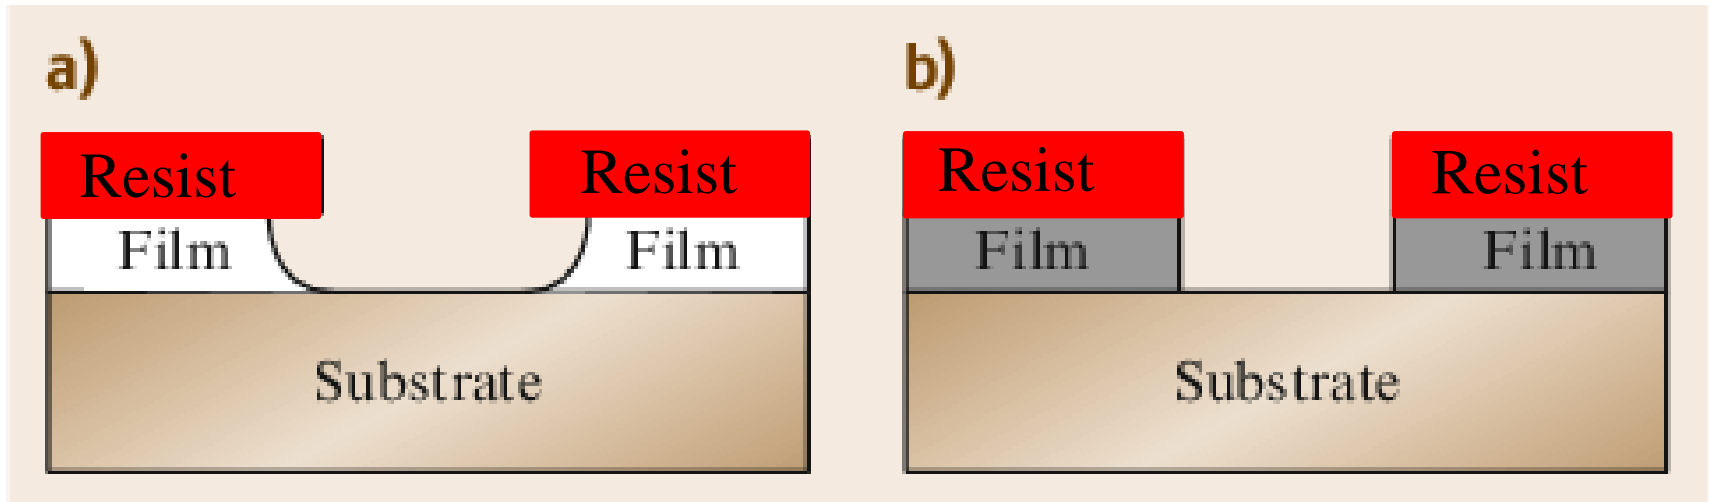 a)
b)
Resist
Resist
Resist
Resist
Film
Film
Film
Film
Substrate
Substrate